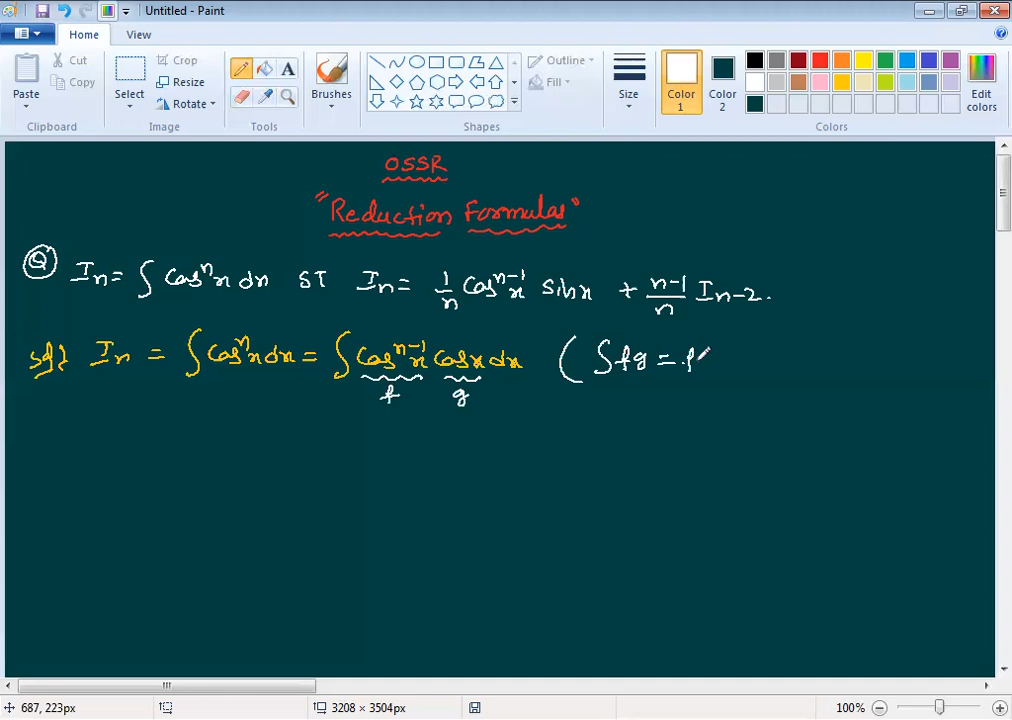 Untitled - Paint
Home View
Paste
Cut
Copy
Clipboard
Select
Crop
Resize
Rotate
Image
A
Tools
Brushes
Outline
Fill
Shapes
Size
Color 1
Color 2
Edit colors
Colors
OSSR
"Reduction Formulas"
Q Iₙ = ∫ Cosⁿx dx ST Iₙ = 1/n Cosⁿ⁻¹x Sinx + n-1/n Iₙ₋₂.
Sol} Iₙ = ∫ Cosⁿx dx = ∫ Cosⁿ⁻¹x Cosx dx ( ∫ fg = f
f g
687, 223px
3208 × 3504px
100%